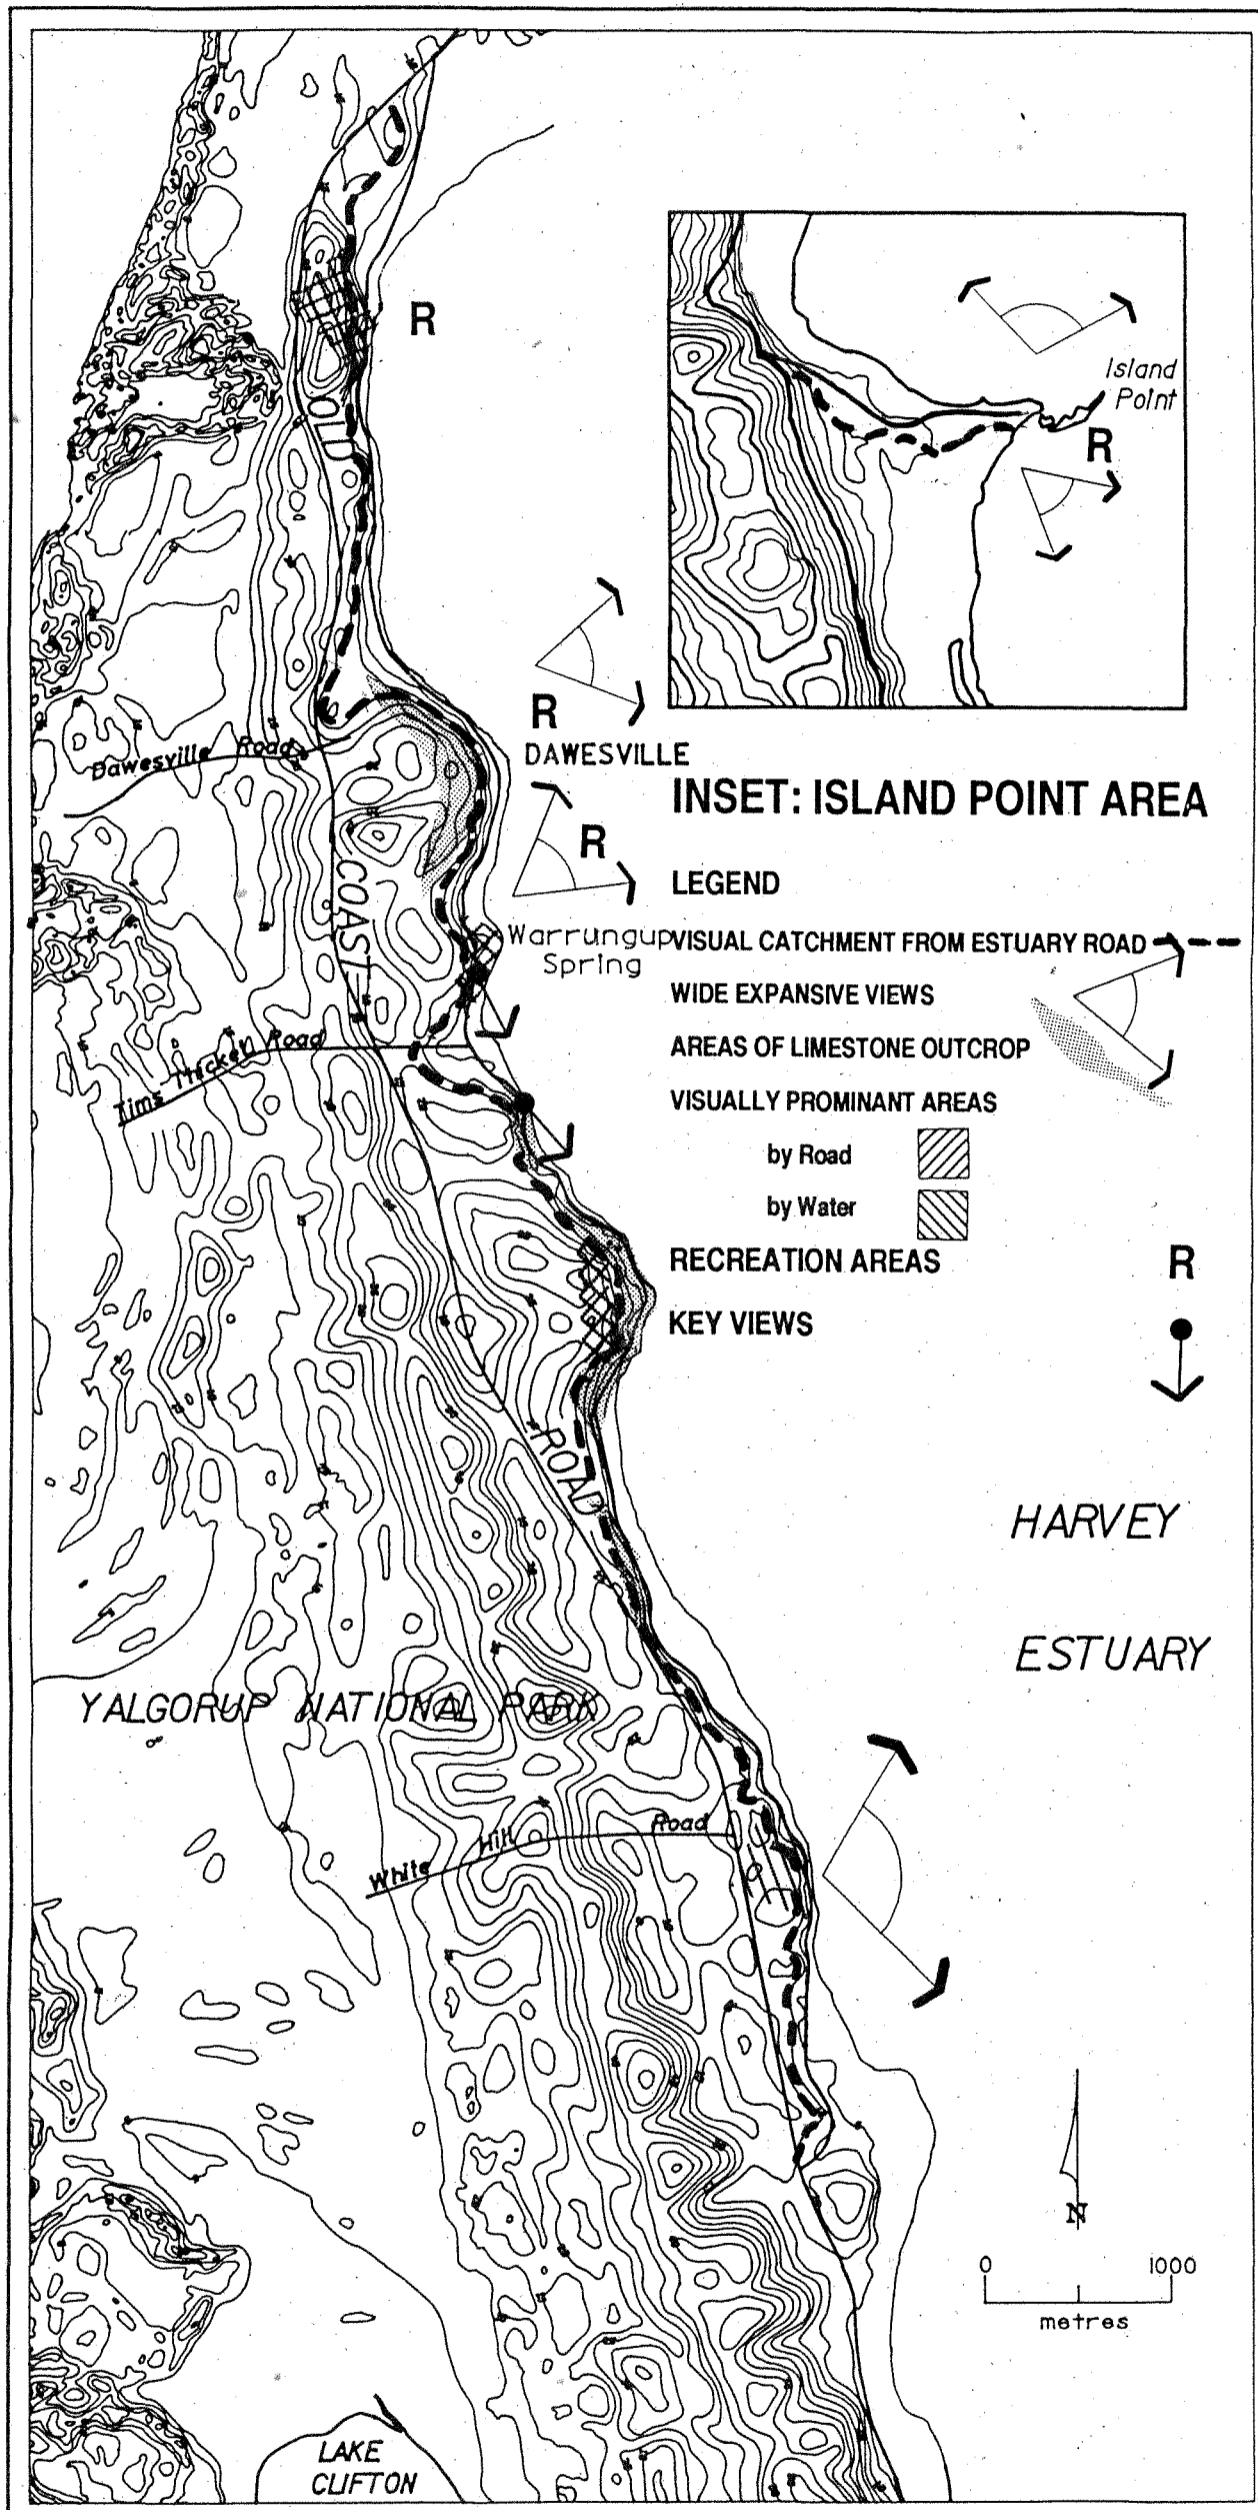 R
Island
Point
R
OLD
R
DAWESVILLE
Dawesville Road
INSET: ISLAND POINT AREA
R
COAST
LEGEND
Warrungup
Spring
VISUAL CATCHMENT FROM ESTUARY ROAD
WIDE EXPANSIVE VIEWS
Tims Thicket Road
AREAS OF LIMESTONE OUTCROP
VISUALLY PROMINANT AREAS
by Road
by Water
RECREATION AREAS
R
KEY VIEWS
ROAD
HARVEY
ESTUARY
YALGORUP NATIONAL PARK
White Hill Road
N
0 1000
metres
LAKE
CLIFTON